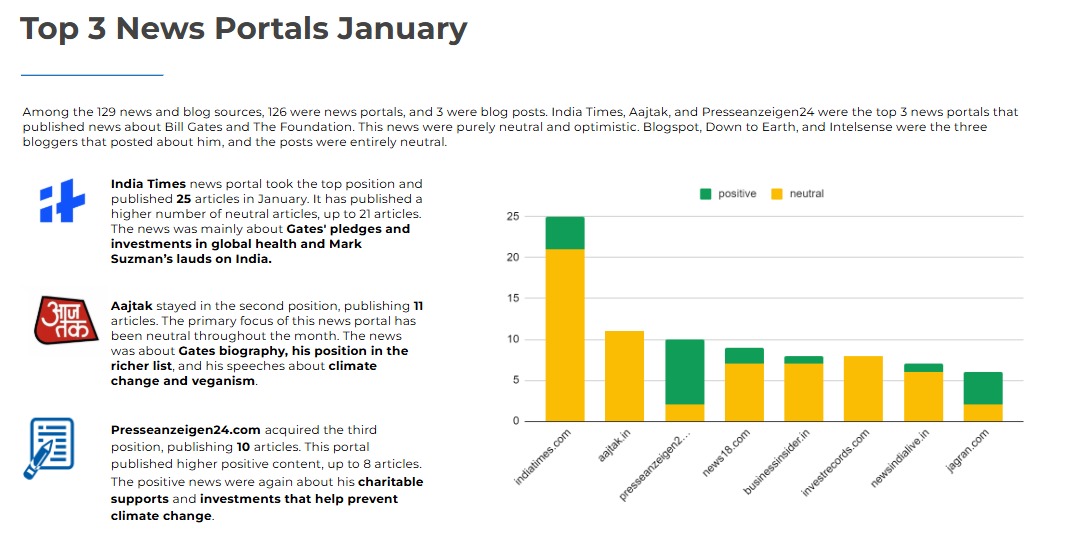 Top 3 News Portals January
Among the 129 news and blog sources, 126 were news portals, and 3 were blog posts. India Times, Aajtak, and Presseanzeigen24 were the top 3 news portals that
published news about Bill Gates and The Foundation. This news were purely neutral and optimistic. Blogspot, Down to Earth, and Intelsense were the three
bloggers that posted about him, and the posts were entirely neutral.
India Times news portal took the top position and
published 25 articles in January. It has published a
higher number of neutral articles, up to 21 articles.
The news was mainly about Gates' pledges and
investments in global health and Mark
Suzman's lauds on India.
आज
तक
Aajtak stayed in the second position, publishing 11
articles. The primary focus of this news portal has
been neutral throughout the month. The news
was about Gates biography, his position in the
richer list, and his speeches about climate
change and veganism.
Presseanzeigen24.com acquired the third
position, publishing 10 articles. This portal
published higher positive content, up to 8 articles.
The positive news were again about his charitable
supports and investments that help prevent
climate change.
positive
neutral
25
20
15
10
5
0
indiatimes.com
aajtak.in
presseanzeigen2...
news18.com
businessinsider.in
investrecords.com
newsindialive.in
jagran.com